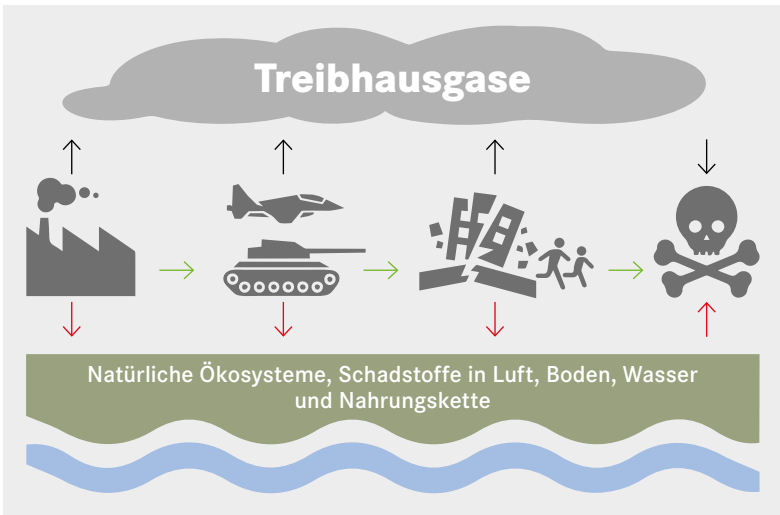 Treibhausgase
Natürliche Ökosysteme, Schadstoffe in Luft, Boden, Wasser
und Nahrungskette